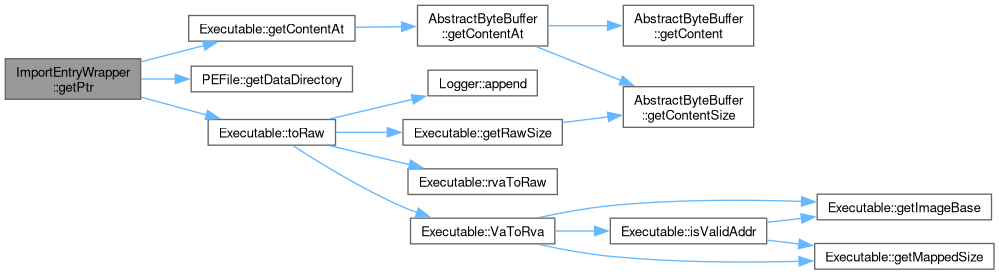 ImportEntryWrapper
::getPtr
Executable::getContentAt
PEFile::getDataDirectory
Executable::toRaw
AbstractByteBuffer
::getContentAt
Logger::append
Executable::getRawSize
Executable::rvaToRaw
Executable::VaToRva
AbstractByteBuffer
::getContent
AbstractByteBuffer
::getContentSize
Executable::isValidAddr
Executable::getImageBase
Executable::getMappedSize